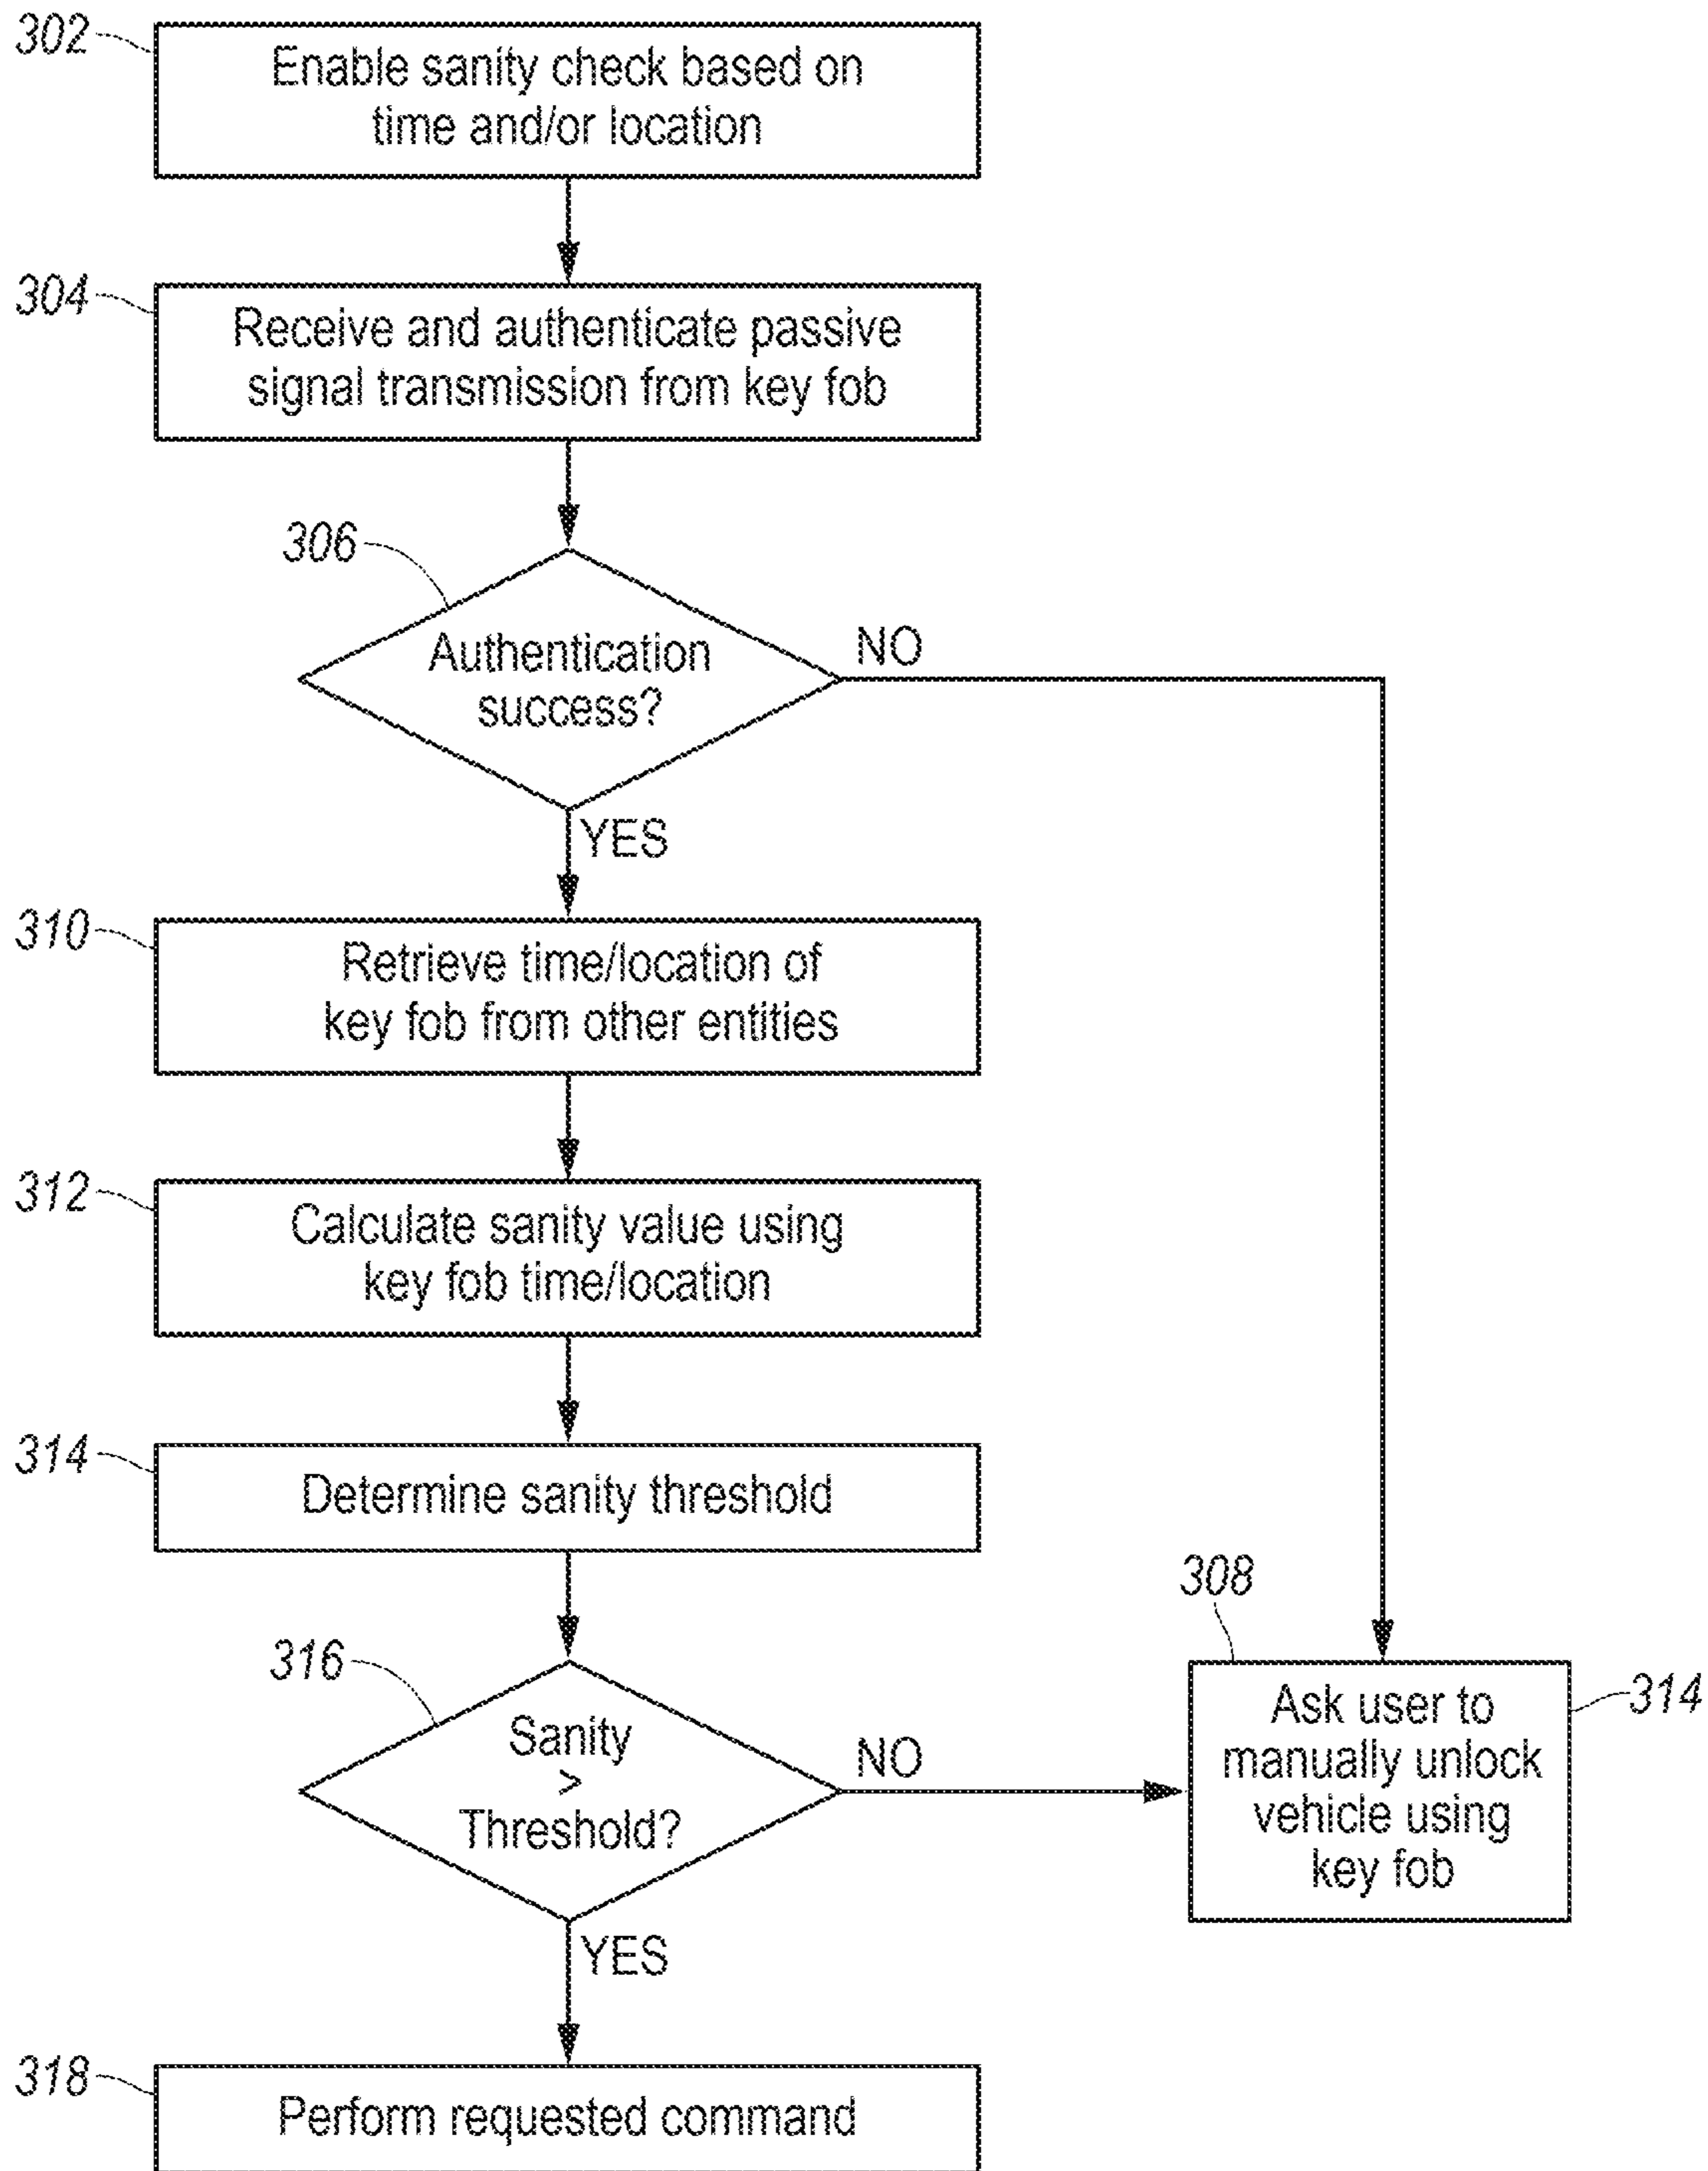 302
Enable sanity check based on
time and/or location
304
Receive and authenticate passive
signal transmission from key fob
306
Authentication
success?
NO
YES
310
Retrieve time/location of
key fob from other entities
312
Calculate sanity value using
key fob time/location
314
Determine sanity threshold
316
Sanity
>
Threshold?
NO
308
Ask user to
manually unlock
vehicle using
key fob
314
YES
318
Perform requested command